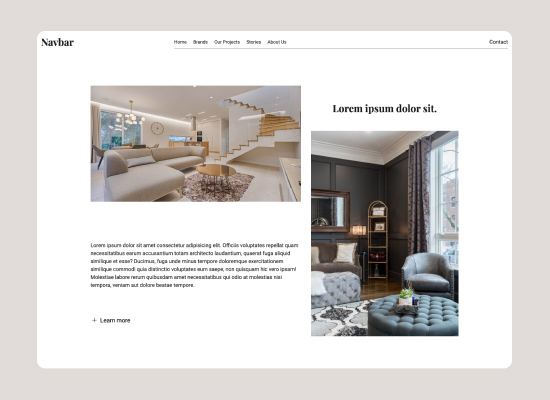 Navbar
Home Brands Our Projects Stories About Us
Contact
Lorem ipsum dolor sit.
Lorem ipsum dolor sit amet consectetur adipisicing elit. Officiis voluptates repellat quam
necessitatibus earum accusantium totam architecto laudantium, quaerat fuga aliquid
similique et esse? Ducimus, fuga unde minus tempore doloremque exercitationem
similique commodi quia distinctio voluptates eum saepe, non quisquam hic vero ipsam!
Molestiae labore rerum quibusdam amet necessitatibus qui odio at molestias nisi
tempora, veniam aut dolore beatae tempore.
+ Learn more